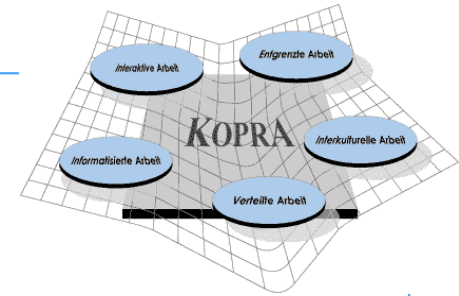 Entgrenzte Arbeit
Interaktive Arbeit
KOPRA
Interkulturelle Arbeit
Informatisierte Arbeit
Verteilte Arbeit